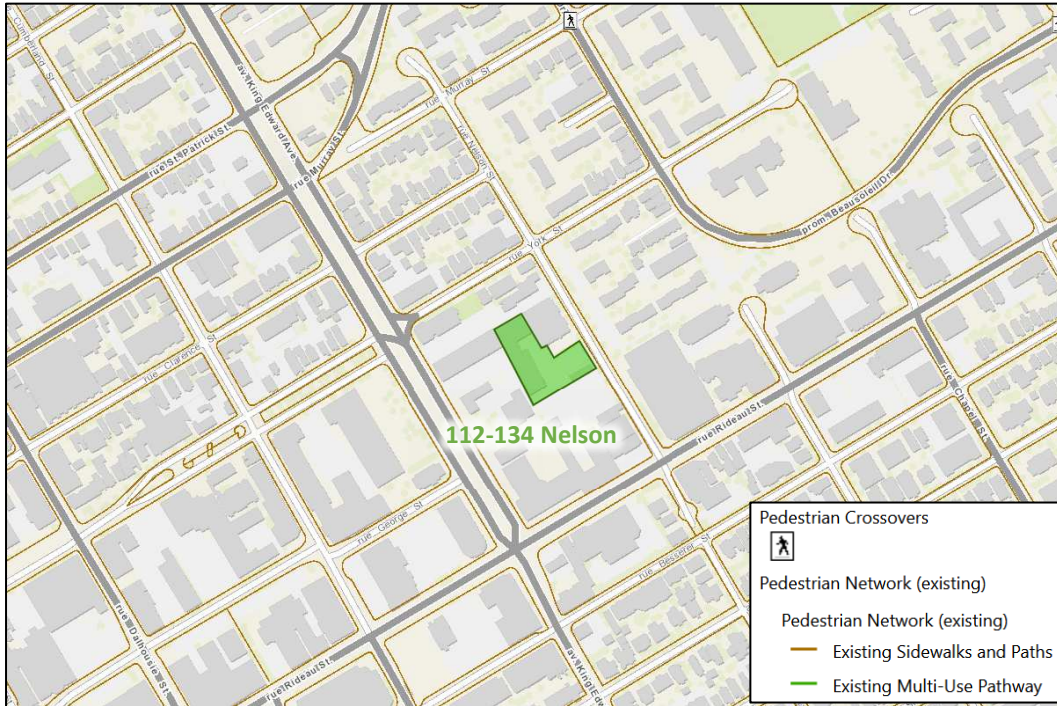 Cumberland St
av. King Edward Ave.
rue Murray St
rue St. Patrick St.
rue Murray St.
rue Nelson St
prom. Beausoleil Dr.
rue York St
rue Clarence St
112-134 Nelson
rue Rideau St.
rue Chapel St.
rue George St
rue Besserer St
rue Dalhousie St.
rue Rideau St.
av. King Edw
Pedestrian Crossovers
Pedestrian Network (existing)
Pedestrian Network (existing)
Existing Sidewalks and Paths
Existing Multi-Use Pathway